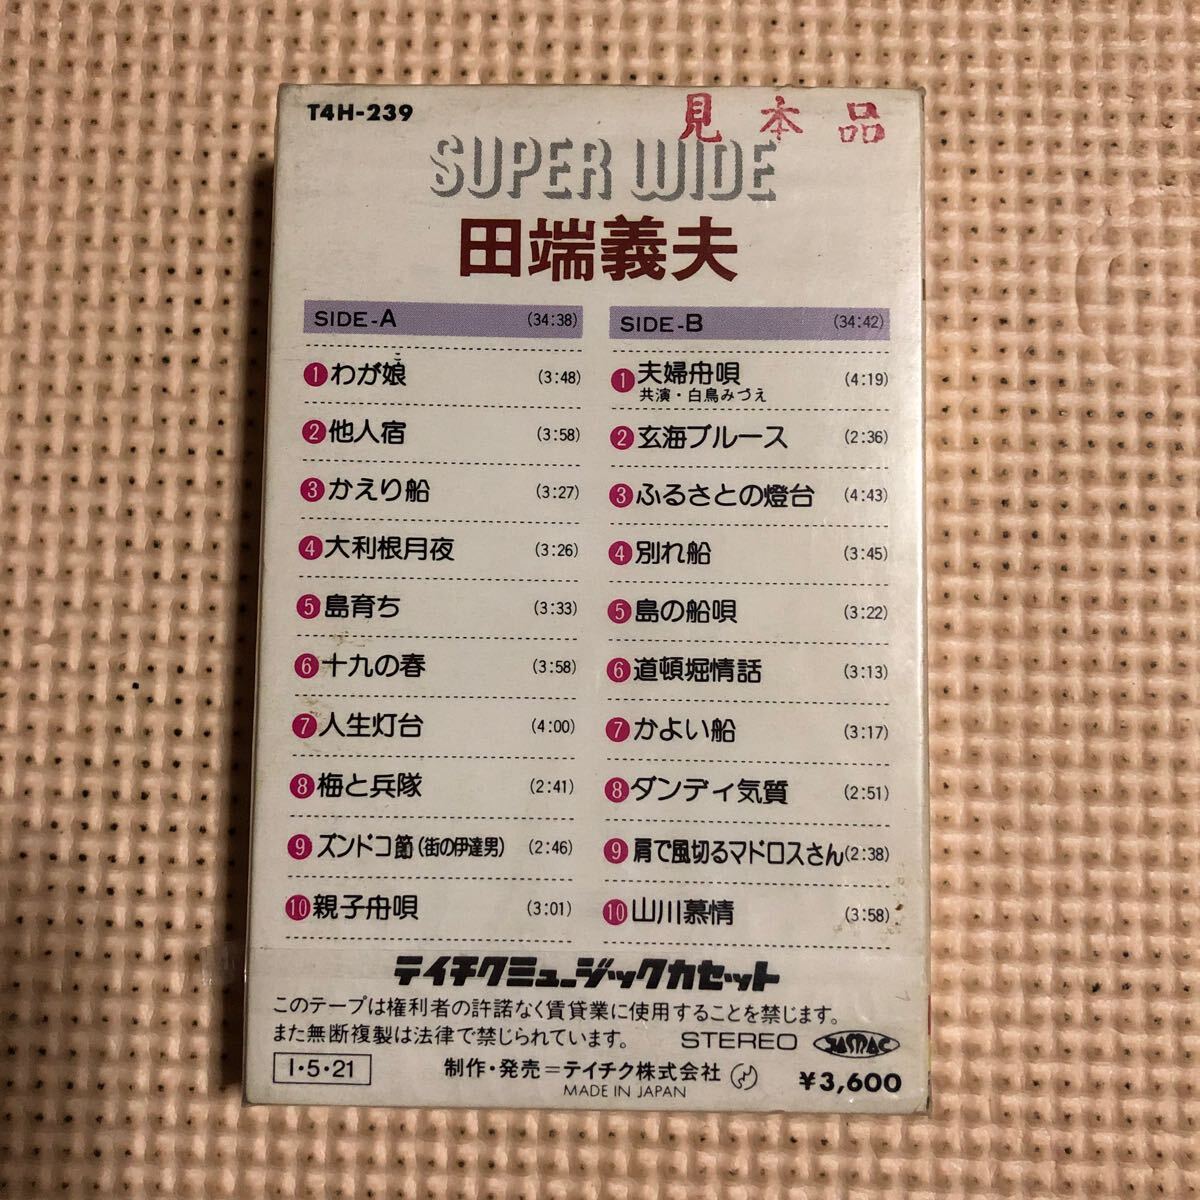 T4H-239
見本品
SUPER WIDE
田端義夫
SIDE-A (34:38)
❶わが娘 (3:48)
こ
❷他人宿 (3:58)
❸かえり船 (3:27)
❹大利根月夜 (3:26)
❺島育ち (3:33)
❻十九の春 (3:58)
❼人生灯台 (4:00)
❽梅と兵隊 (2:41)
❾ズンドコ節(街の伊達男) (2:46)
❿親子舟唄 (3:01)
SIDE-B (34:42)
❶夫婦舟唄 (4:19)
共演・白鳥みづえ
❷玄海ブルース (2:36)
❸ふるさとの燈台 (4:43)
❹別れ船 (3:45)
❺島の船唄 (3:22)
❻道頓堀情話 (3:13)
❼かよい船 (3:17)
❽ダンディ気質 (2:51)
❾肩で風切るマドロスさん (2:38)
❿山川慕情 (3:58)
テイチクミュージックカセット
このテープは権利者の許諾なく賃貸業に使用することを禁じます。
また無断複製は法律で禁じられています。 STEREO JASRAC
I・5・21 制作・発売=テイチク株式会社 ¥3,600
MADE IN JAPAN